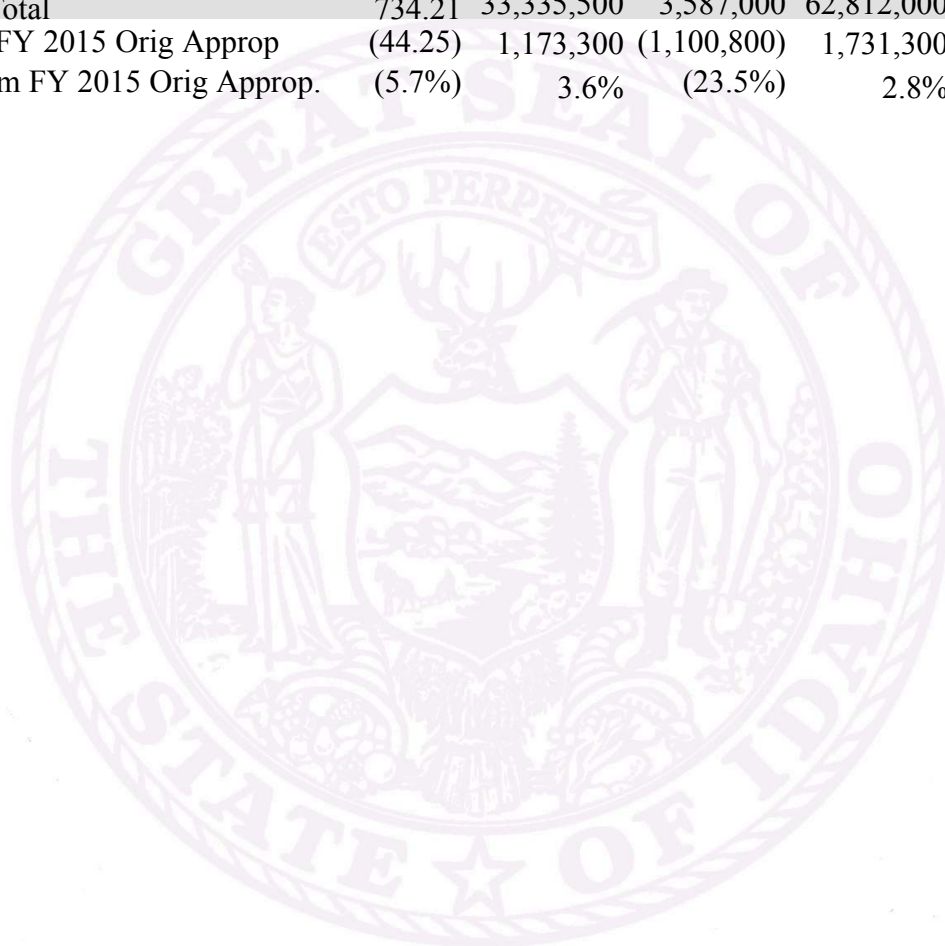 Total 734.21 33,335,500 3,587,000 62,812,000
FY 2015 Orig Approp (44.25) 1,173,300 (1,100,800) 1,731,300
m FY 2015 Orig Approp. (5.7%) 3.6% (23.5%) 2.8%
GREAT SEAL OF
ESTO PERPETUA
THE STATE OF IDAHO